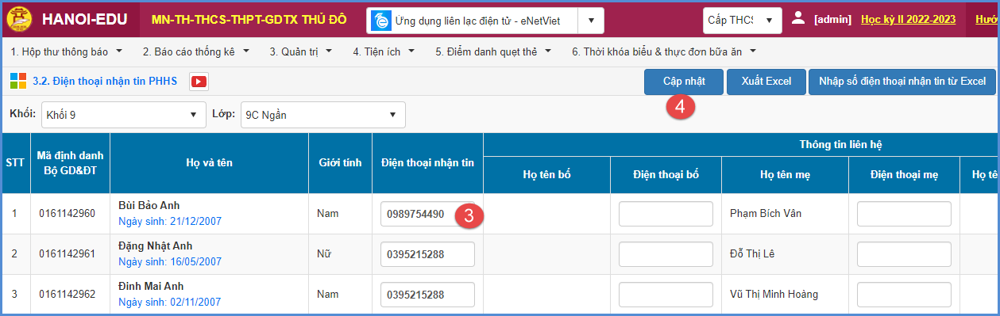 HANOI-EDU MN-TH-THCS-THPT-GDTX THỦ ĐÔ Ứng dụng liên lạc điện tử - eNetViet Cấp THCS [admin] Học kỳ II 2022-2023 Hướ
1. Hộp thư thông báo 2. Báo cáo thống kê 3. Quản trị 4. Tiện ích 5. Điểm danh quẹt thẻ 6. Thời khóa biểu & thực đơn bữa ăn
3.2. Điện thoại nhận tin PHHS Cập nhật Xuất Excel Nhập số điện thoại nhận tin từ Excel
4
Khối: Khối 9 Lớp: 9C Ngần
STT Mã định danh Bộ GD&ĐT Họ và tên Giới tính Điện thoại nhận tin Thông tin liên hệ
Họ tên bố Điện thoại bố Họ tên mẹ Điện thoại mẹ Họ tê
1 0161142960 Bùi Bảo Anh Nam 0989754490 3 Phạm Bích Vân
Ngày sinh: 21/12/2007
2 0161142961 Đặng Nhật Anh Nữ 0395215288 Đỗ Thị Lê
Ngày sinh: 16/05/2007
3 0161142962 Đinh Mai Anh Nam 0395215288 Vũ Thị Minh Hoàng
Ngày sinh: 02/11/2007